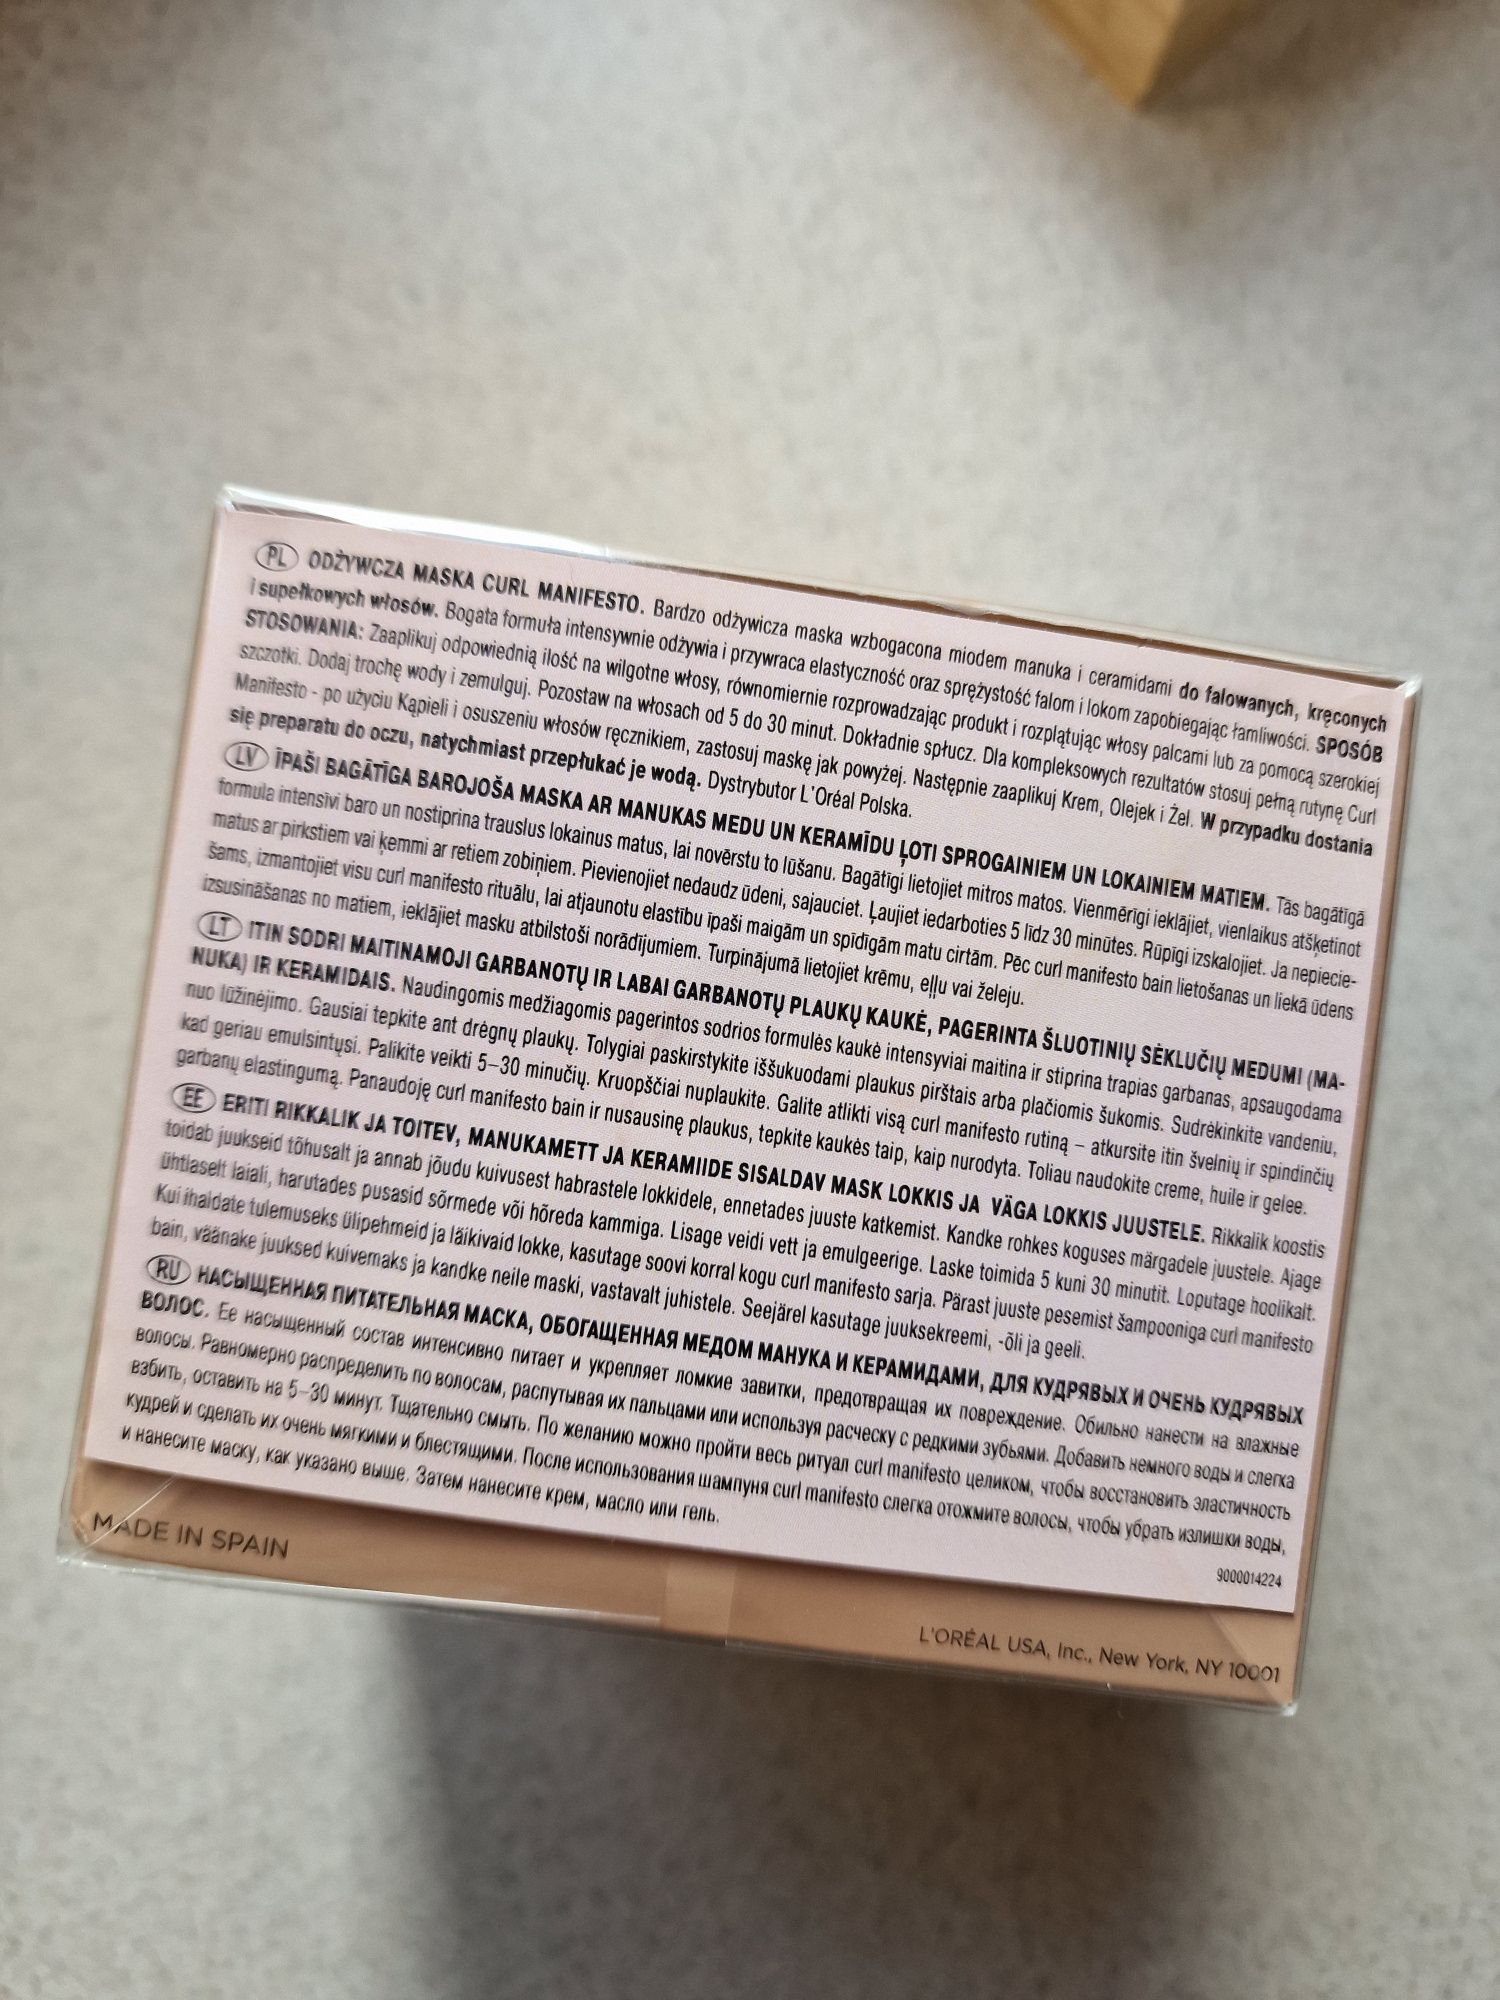 PL ODŻYWCZA MASKA CURL MANIFESTO. Bardzo odżywicza maska wzbogacona miodem manuka i ceramidami do falowanych, kręconych
i supełkowych włosów. Bogata formuła intensywnie odżywia i przywraca elastyczność oraz sprężystość falom i lokom zapobiegając łamliwości. SPOSÓB
STOSOWANIA: Zaaplikuj odpowiednią ilość na wilgotne włosy, równomiernie rozprowadzając produkt i rozplątując włosy palcami lub za pomocą szerokiej
szczotki. Dodaj trochę wody i zemulguj. Pozostaw na włosach od 5 do 30 minut. Dokładnie spłucz. Dla kompleksowych rezultatów stosuj pełną rutynę Curl
Manifesto - po użyciu Kąpieli i osuszeniu włosów ręcznikiem, zastosuj maskę jak powyżej. Następnie zaaplikuj Krem, Olejek i Żel. W przypadku dostania
się preparatu do oczu, natychmiast przepłukać je wodą. Dystrybutor L'Oréal Polska.
LV ĪPAŠI BAGĀTĪGA BAROJOŠA MASKA AR MANUKAS MEDU UN KERAMĪDU ĻOTI SPROGAINIEM UN LOKAINIEM MATIEM. Tās bagātīgā
formula intensīvi baro un nostiprina trauslus lokainus matus, lai novērstu to lūšanu. Bagātīgi lietojiet mitros matos. Vienmērīgi ieklājiet, vienlaikus atšķetinot
matus ar pirkstiem vai ķemmi ar retiem zobiņiem. Pievienojiet nedaudz ūdeni, sajauciet. Ļaujiet iedarboties 5 līdz 30 minūtes. Rūpīgi izskalojiet. Ja nepiecie-
šams, izmantojiet visu curl manifesto rituālu, lai atjaunotu elastību īpaši maigām un spīdīgām matu cirtām. Pēc curl manifesto bain lietošanas un liekā ūdens
izsusināšanas no matiem, ieklājiet masku atbilstoši norādījumiem. Turpinājumā lietojiet krēmu, eļļu vai želeju.
LT ITIN SODRI MAITINAMOJI GARBANOTŲ IR LABAI GARBANOTŲ PLAUKŲ KAUKĖ, PAGERINTA ŠLUOTINIŲ SĖKLUČIŲ MEDUMI (MA-
NUKA) IR KERAMIDAIS. Naudingomis medžiagomis pagerintos sodrios formulės kaukė intensyviai maitina ir stiprina trapias garbanas, apsaugodama
nuo lūžinėjimo. Gausiai tepkite ant drėgnų plaukų. Tolygiai paskirstykite iššukuodami plaukus pirštais arba plačiomis šukomis. Sudrėkinkite vandeniu,
kad geriau emulsintųsi. Palikite veikti 5–30 minučių. Kruopščiai nuplaukite. Galite atlikti visą curl manifesto rutiną – atkursite itin švelnių ir spindinčių
garbanų elastingumą. Panaudoję curl manifesto bain ir nusausinę plaukus, tepkite kaukės taip, kaip nurodyta. Toliau naudokite creme, huile ir gelee.
EE ERITI RIKKALIK JA TOITEV, MANUKAMETT JA KERAMIIDE SISALDAV MASK LOKKIS JA VÄGA LOKKIS JUUSTELE. Rikkalik koostis
toidab juukseid tõhusalt ja annab jõudu kuivusest habrastele lokkidele, ennetades juuste katkemist. Kandke rohkes koguses märgadele juustele. Ajage
ühtlaselt laiali, harutades pusasid sõrmede või hõreda kammiga. Lisage veidi vett ja emulgeerige. Laske toimida 5 kuni 30 minutit. Loputage hoolikalt.
Kui ihaldate tulemuseks ülipehmeid ja läikivaid lokke, kasutage soovi korral kogu curl manifesto sarja. Pärast juuste pesemist šampooniga curl manifesto
bain, väänake juuksed kuivemaks ja kandke neile maski, vastavalt juhistele. Seejärel kasutage juuksekreemi, -õli ja geeli.
RU НАСЫЩЕННАЯ ПИТАТЕЛЬНАЯ МАСКА, ОБОГАЩЕННАЯ МЕДОМ МАНУКА И КЕРАМИДАМИ, ДЛЯ КУДРЯВЫХ И ОЧЕНЬ КУДРЯВЫХ
ВОЛОС. Ее насыщенный состав интенсивно питает и укрепляет ломкие завитки, предотвращая их повреждение. Обильно нанести на влажные
волосы. Равномерно распределить по волосам, распутывая их пальцами или используя расческу с редкими зубьями. Добавить немного воды и слегка
взбить, оставить на 5–30 минут. Тщательно смыть. По желанию можно пройти весь ритуал curl manifesto целиком, чтобы восстановить эластичность
кудрей и сделать их очень мягкими и блестящими. После использования шампуня curl manifesto слегка отожмите волосы, чтобы убрать излишки воды,
и нанесите маску, как указано выше. Затем нанесите крем, масло или гель.
9000014224
MADE IN SPAIN
L'ORÉAL USA, Inc., New York, NY 10001